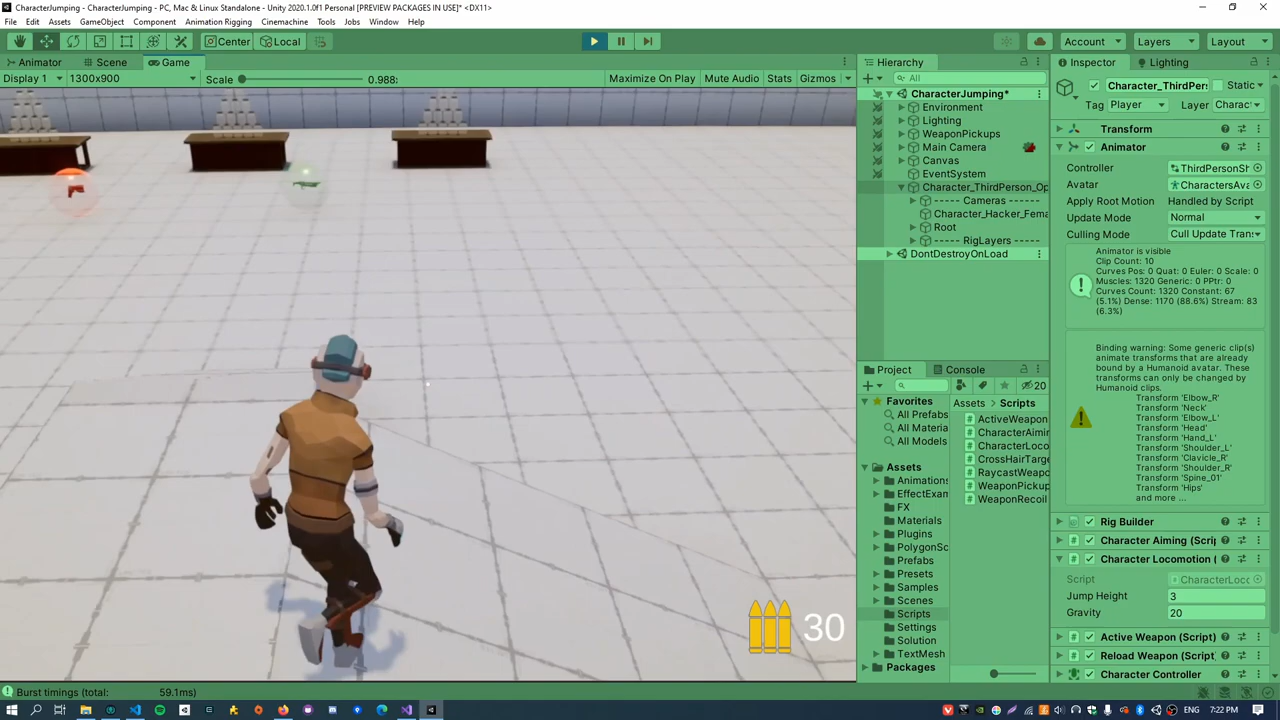 CharacterJumping - CharacterJumping - PC, Mac & Linux Standalone - Unity 2020.1.0f1 Personal [PREVIEW PACKAGES IN USE]* <DX11>
File Edit Assets GameObject Component Animation Rigging Cinemachine Tools Jobs Window Help
Center Local Account Layers Layout
Animator Scene Game
Display 1 1300x900 Scale 0.988: Maximize On Play Mute Audio Stats Gizmos
30
Hierarchy
All
CharacterJumping*
Environment
Lighting
WeaponPickups
Main Camera
Canvas
EventSystem
Character_ThirdPerson_Op
----- Cameras ------
Character_Hacker_Fema
Root
----- RigLayers -----
DontDestroyOnLoad
Project Console
20
Favorites
All Prefabs
All Materia
All Models
Assets
Animations
EffectExam
FX
Materials
Plugins
PolygonSc
Prefabs
Presets
Samples
Scenes
Scripts
Settings
Solution
TextMesh
Packages
Assets > Scripts
ActiveWeapon
CharacterAimin
CharacterLoco
CrossHairTarge
RaycastWeapo
WeaponPickup
WeaponRecoil
Inspector Lighting
Character_ThirdPers Static
Tag Player Layer Charac
Transform
Animator
Controller ThirdPersonSh
Avatar CharactersAva
Apply Root Motion Handled by Script
Update Mode Normal
Culling Mode Cull Update Trans
Animator is visible
Clip Count: 10
Curves Pos: 0 Quat: 0 Euler: 0 Scale: 0
Muscles: 1320 Generic: 0 PPtr: 0
Curves Count: 1320 Constant: 67
(5.1%) Dense: 1170 (88.6%) Stream: 83
(6.3%)
Binding warning: Some generic clip(s)
animate transforms that are already
bound by a Humanoid avatar. These
transforms can only be changed by
Humanoid clips.
Transform 'Elbow_R'
Transform 'Neck'
Transform 'Elbow_L'
Transform 'Head'
Transform 'Hand_L'
Transform 'Shoulder_L'
Transform 'Clavicle_R'
Transform 'Shoulder_R'
Transform 'Spine_01'
Transform 'Hips'
and more ...
Rig Builder
Character Aiming (Scrip
Character Locomotion (
Script CharacterLoco
Jump Height 3
Gravity 20
Active Weapon (Script)
Reload Weapon (Script)
Character Controller
Burst timings (total: 59.1ms)
ENG 7:22 PM